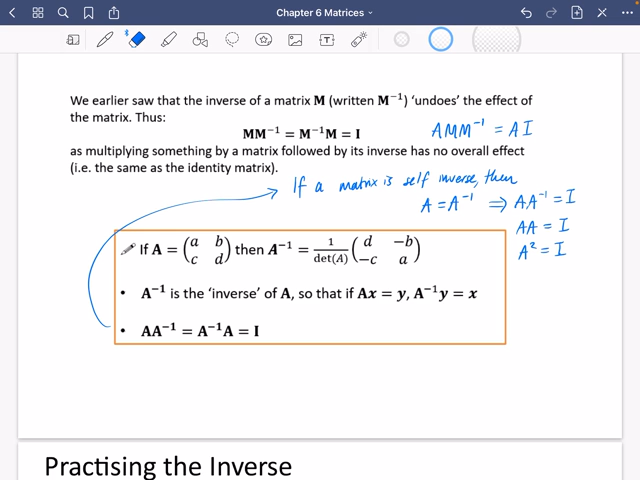 Chapter 6 Matrices
We earlier saw that the inverse of a matrix M (written M⁻¹) 'undoes' the effect of
the matrix. Thus:
MM⁻¹ = M⁻¹M = I
AMM⁻¹ = AI
as multiplying something by a matrix followed by its inverse has no overall effect
(i.e. the same as the identity matrix).
If a matrix is self inverse, then
A = A⁻¹ ⟹ AA⁻¹ = I
AA = I
A² = I
If A = (a b; c d) then A⁻¹ = 1/det(A) (d −b; −c a)
• A⁻¹ is the 'inverse' of A, so that if Ax = y, A⁻¹y = x
• AA⁻¹ = A⁻¹A = I
Practising the Inverse